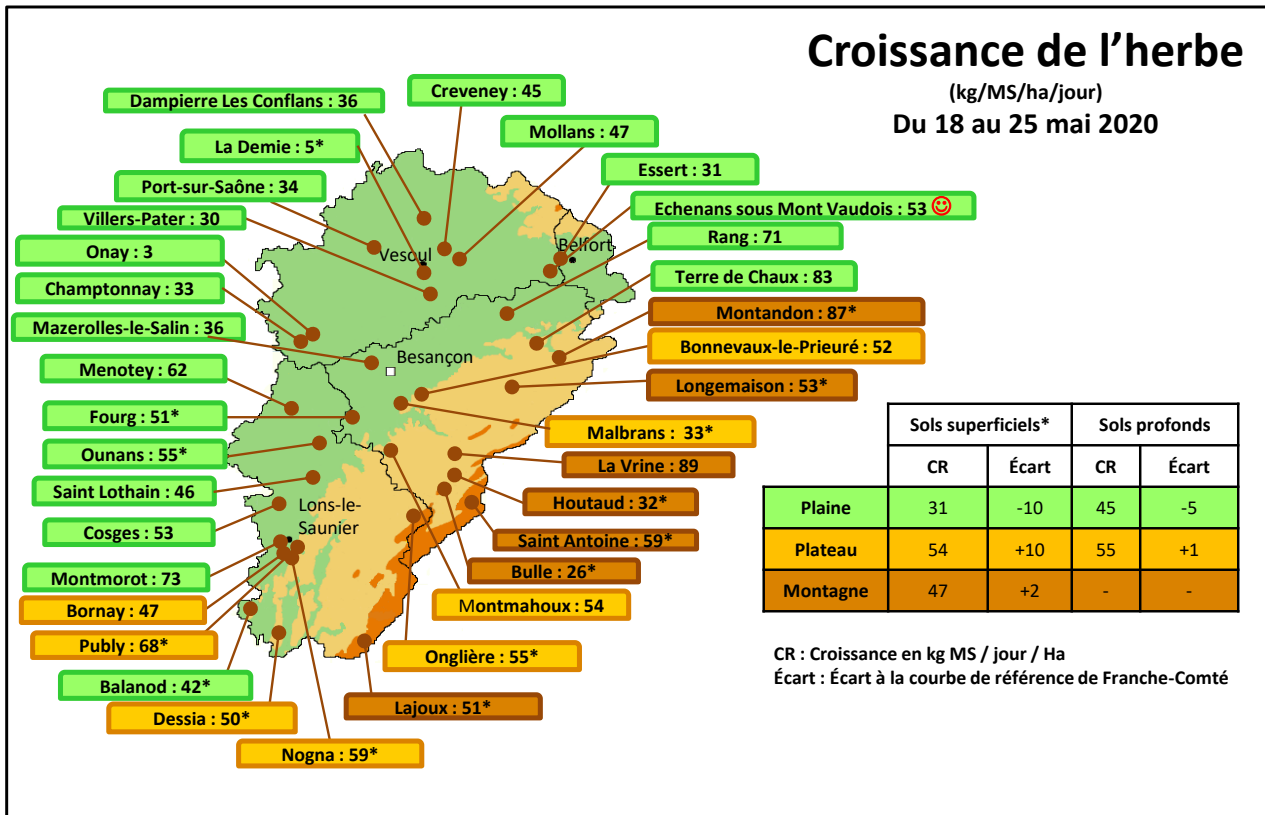 Croissance de l’herbe
(kg/MS/ha/jour)
Du 18 au 25 mai 2020
Dampierre Les Conflans : 36
Creveney : 45
La Demie : 5*
Mollans : 47
Port-sur-Saône : 34
Essert : 31
Villers-Pater : 30
Echenans sous Mont Vaudois : 53
Onay : 3
Rang : 71
Champtonnay : 33
Terre de Chaux : 83
Mazerolles-le-Salin : 36
Montandon : 87*
Bonnevaux-le-Prieuré : 52
Menotey : 62
Longemaison : 53*
Fourg : 51*
Malbrans : 33*
Ounans : 55*
La Vrine : 89
Saint Lothain : 46
Houtaud : 32*
Cosges : 53
Saint Antoine : 59*
Bulle : 26*
Montmorot : 73
Montmahoux : 54
Bornay : 47
Publy : 68*
Onglière : 55*
Balanod : 42*
Dessia : 50*
Lajoux : 51*
Nogna : 59*
Vesoul
Belfort
Besançon
Lons-le-
Saunier
Sols superficiels* Sols profonds
CR Écart CR Écart
Plaine 31 -10 45 -5
Plateau 54 +10 55 +1
Montagne 47 +2 - -
CR : Croissance en kg MS / jour / Ha
Écart : Écart à la courbe de référence de Franche-Comté